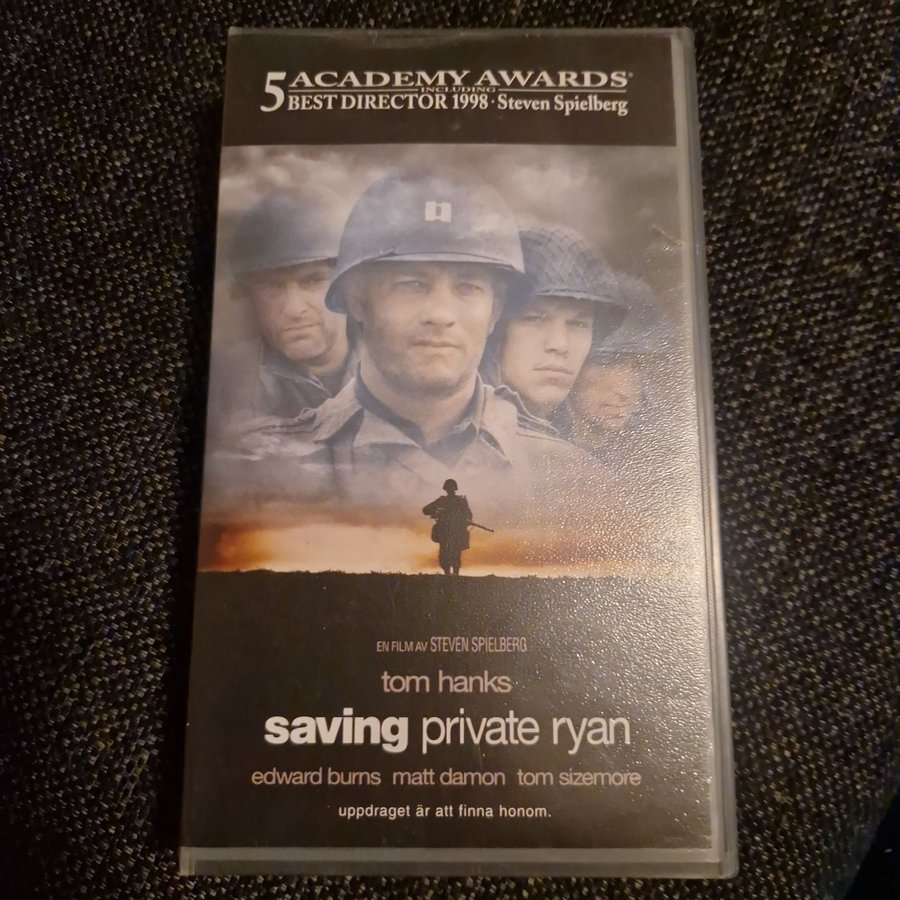 5 ACADEMY AWARDS®
INCLUDING
BEST DIRECTOR 1998 · Steven Spielberg
EN FILM AV STEVEN SPIELBERG
tom hanks
saving private ryan
edward burns matt damon tom sizemore
uppdraget är att finna honom.